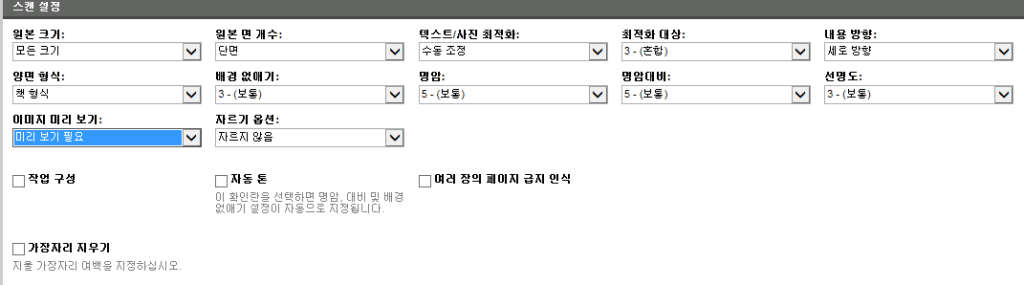 스캔 설정
원본 크기: 원본 면 개수: 텍스트/사진 최적화: 최적화 대상: 내용 방향:
모든 크기 단면 수동 조정 3 - (혼합) 세로 방향
양면 형식: 배경 없애기: 명암: 명암대비: 선명도:
책 형식 3 - (보통) 5 - (보통) 5 - (보통) 3 - (보통)
이미지 미리 보기: 자르기 옵션:
미리 보기 필요 자르지 않음
작업 구성 자동 톤 여러 장의 페이지 급지 인식
이 확인란을 선택하면 명암, 대비 및 배경
없애기 설정이 자동으로 지정됩니다.
가장자리 지우기
지울 가장자리 여백을 지정하십시오.